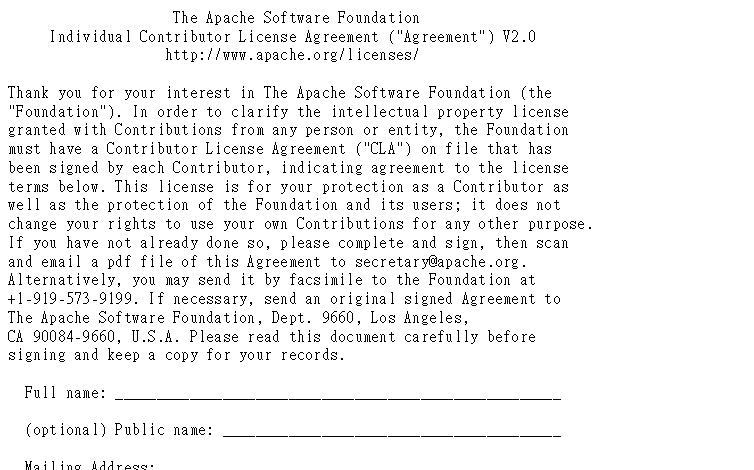 The Apache Software Foundation
Individual Contributor License Agreement ("Agreement") V2.0
http://www.apache.org/licenses/
Thank you for your interest in The Apache Software Foundation (the
"Foundation"). In order to clarify the intellectual property license
granted with Contributions from any person or entity, the Foundation
must have a Contributor License Agreement ("CLA") on file that has
been signed by each Contributor, indicating agreement to the license
terms below. This license is for your protection as a Contributor as
well as the protection of the Foundation and its users; it does not
change your rights to use your own Contributions for any other purpose.
If you have not already done so, please complete and sign, then scan
and email a pdf file of this Agreement to secretary@apache.org.
Alternatively, you may send it by facsimile to the Foundation at
+1-919-573-9199. If necessary, send an original signed Agreement to
The Apache Software Foundation, Dept. 9660, Los Angeles,
CA 90084-9660, U.S.A. Please read this document carefully before
signing and keep a copy for your records.
Full name: ______________________________________________________
(optional) Public name: _________________________________________
Mailing Address: